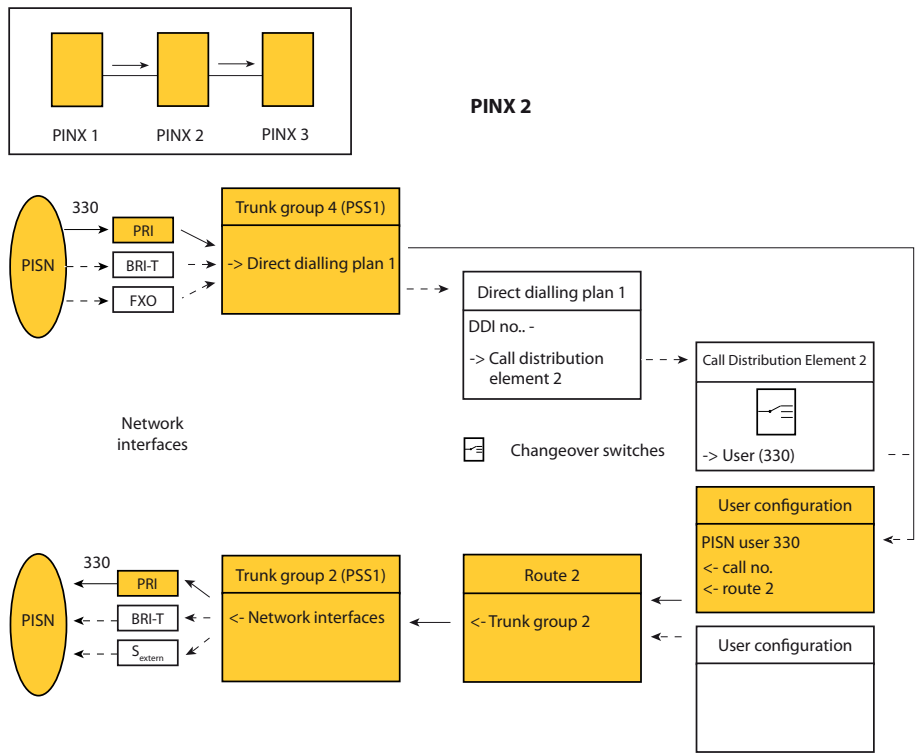 PINX 1
PINX 2
PINX 3
PINX 2
PISN
330
PRI
BRI-T
FXO
Trunk group 4 (PSS1)
-> Direct dialling plan 1
Direct dialling plan 1
DDI no.. -
-> Call distribution
element 2
Call Distribution Element 2
-> User (330)
Network
interfaces
Changeover switches
User configuration
PISN user 330
<- call no.
<- route 2
PISN
330
PRI
BRI-T
Sextern
Trunk group 2 (PSS1)
<- Network interfaces
Route 2
<- Trunk group 2
User configuration